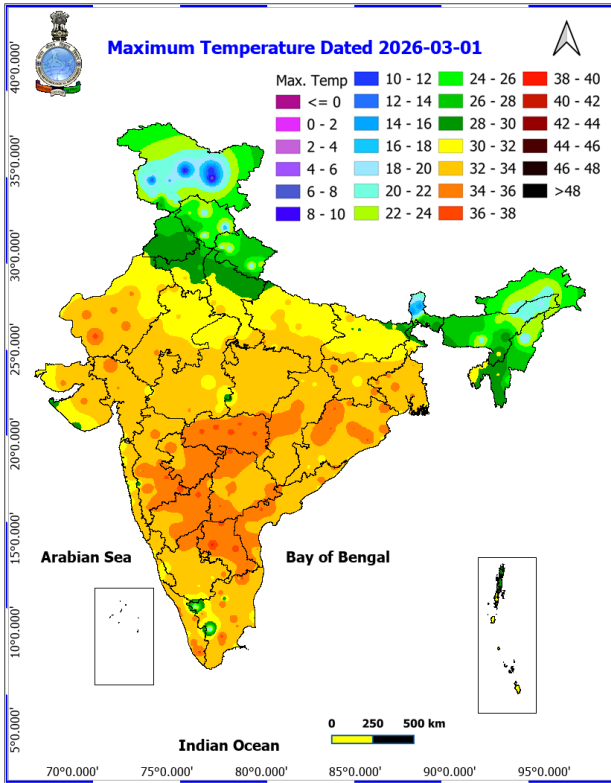 Maximum Temperature Dated 2026-03-01
Max. Temp
<= 0
0 - 2
2 - 4
4 - 6
6 - 8
8 - 10
10 - 12
12 - 14
14 - 16
16 - 18
18 - 20
20 - 22
22 - 24
24 - 26
26 - 28
28 - 30
30 - 32
32 - 34
34 - 36
36 - 38
38 - 40
40 - 42
42 - 44
44 - 46
46 - 48
>48
40°0.000'
35°0.000'
30°0.000'
25°0.000'
20°0.000'
15°0.000'
10°0.000'
5°0.000'
Arabian Sea
Bay of Bengal
0 250 500 km
Indian Ocean
70°0.000' 75°0.000' 80°0.000' 85°0.000' 90°0.000' 95°0.000'